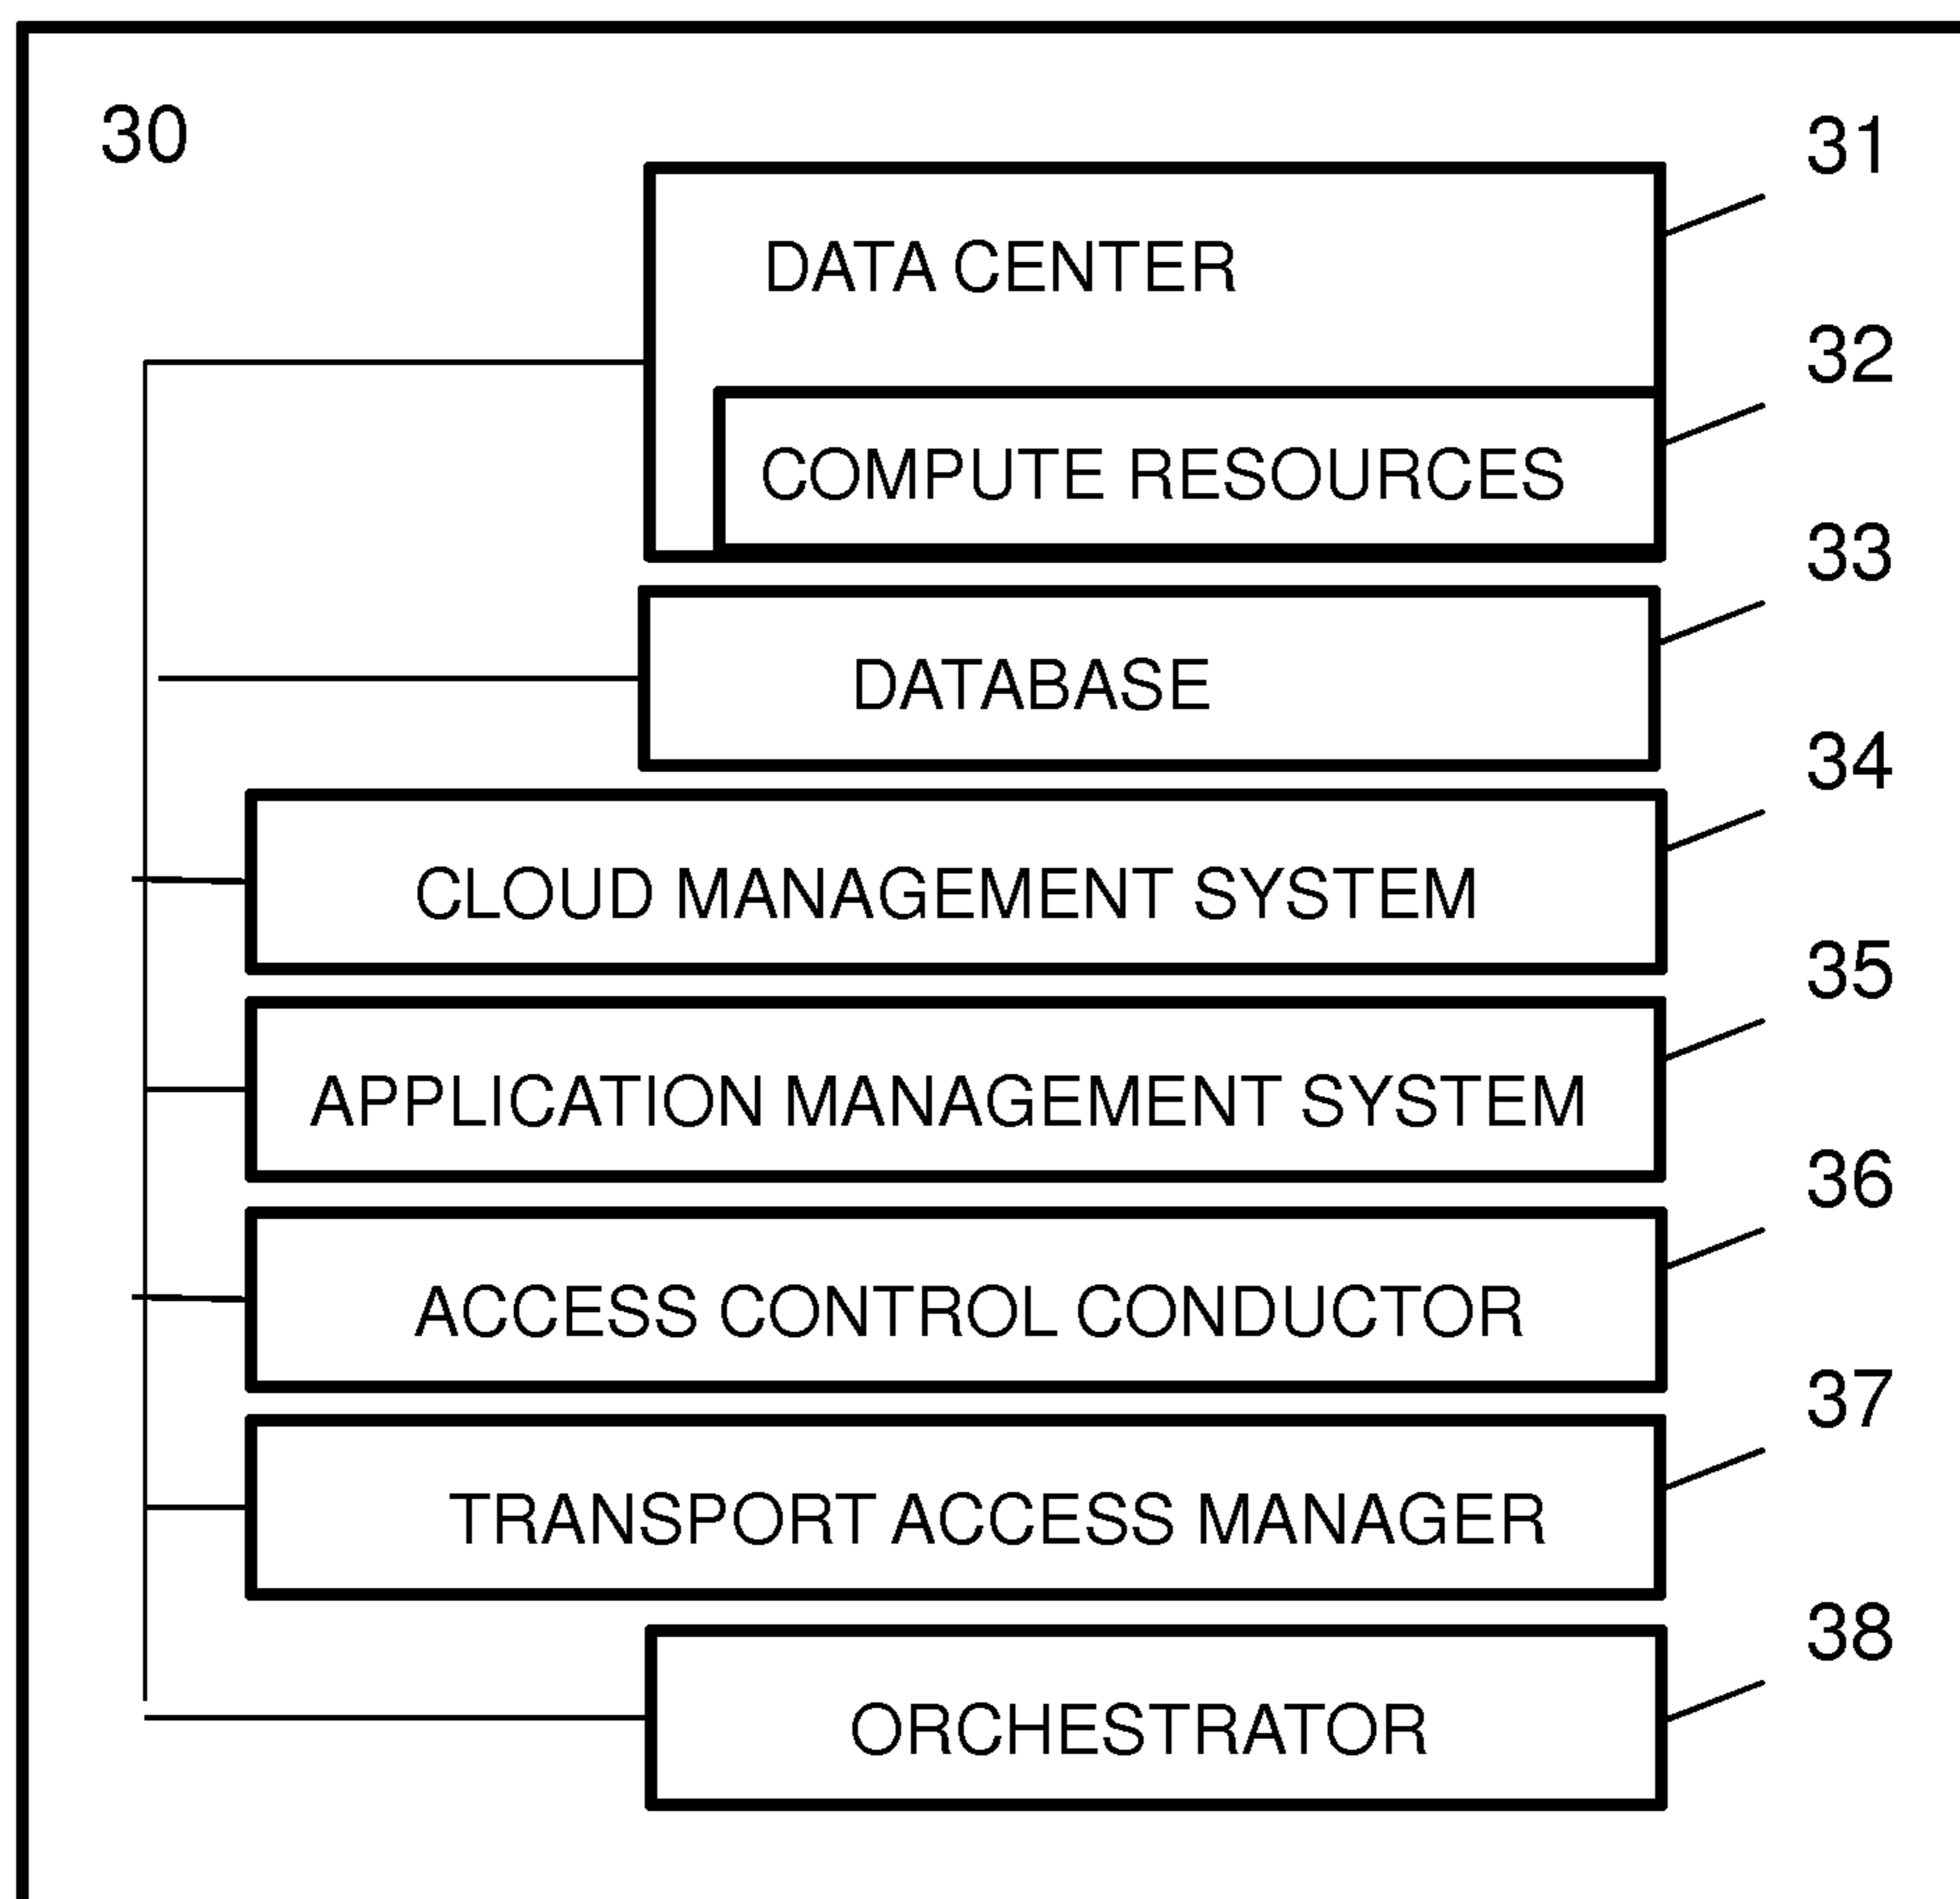 30
31
DATA CENTER
32
COMPUTE RESOURCES
33
DATABASE
34
CLOUD MANAGEMENT SYSTEM
35
APPLICATION MANAGEMENT SYSTEM
36
ACCESS CONTROL CONDUCTOR
37
TRANSPORT ACCESS MANAGER
38
ORCHESTRATOR